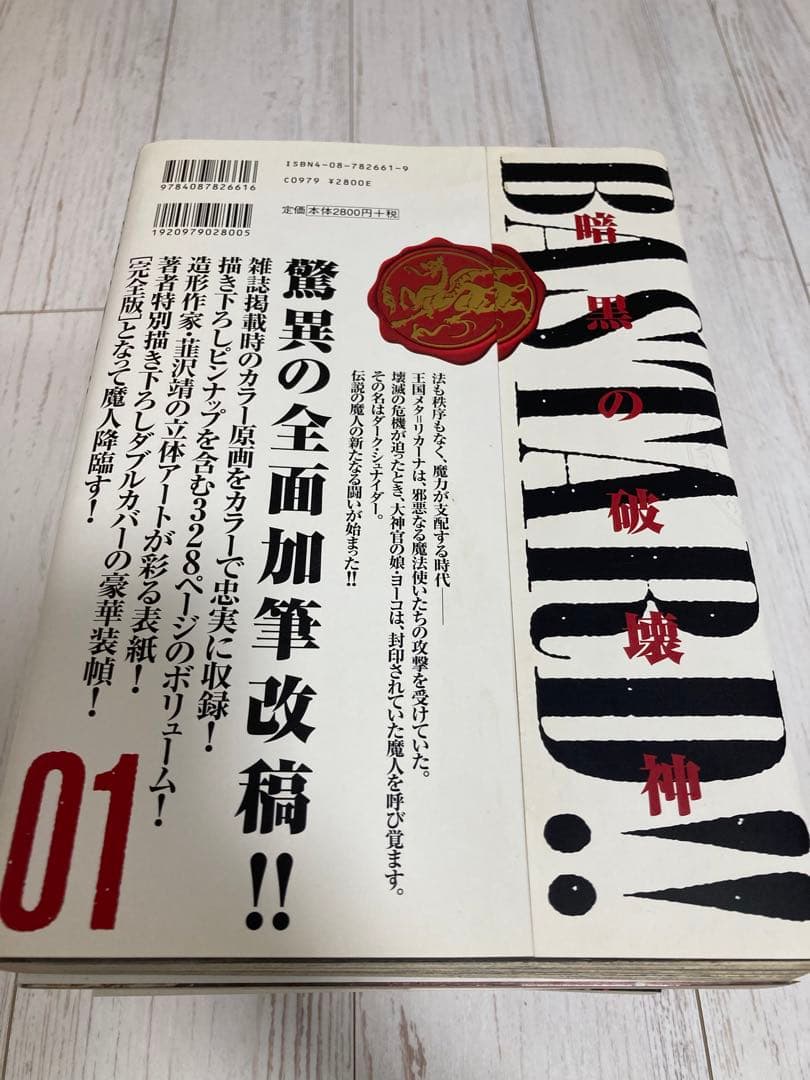 BASTARD!!
暗黒の破壊神
ISBN4-08-782661-9
C0979 ¥2800E
定価 本体2800円+税
9784087826616
1920979028005
法も秩序もなく、魔力が支配する時代――
王国メタ=リカーナは、邪悪なる魔法使いたちの攻撃を受けていた。
壊滅の危機が迫ったとき、大神官の娘・ヨーコは、封印されていた魔人を呼び覚ます。
その名はダーク・シュナイダー。
伝説の魔人の新たなる闘いが始まった!!
驚異の全面加筆改稿!!
雑誌掲載時のカラー原画をカラーで忠実に収録!
描き下ろしピンナップを含む328ページのボリューム!
造形作家・韮沢靖の立体アートが彩る表紙!
著者特別描き下ろしダブルカバーの豪華装幀!
[完全版]となって魔人降臨す!
01